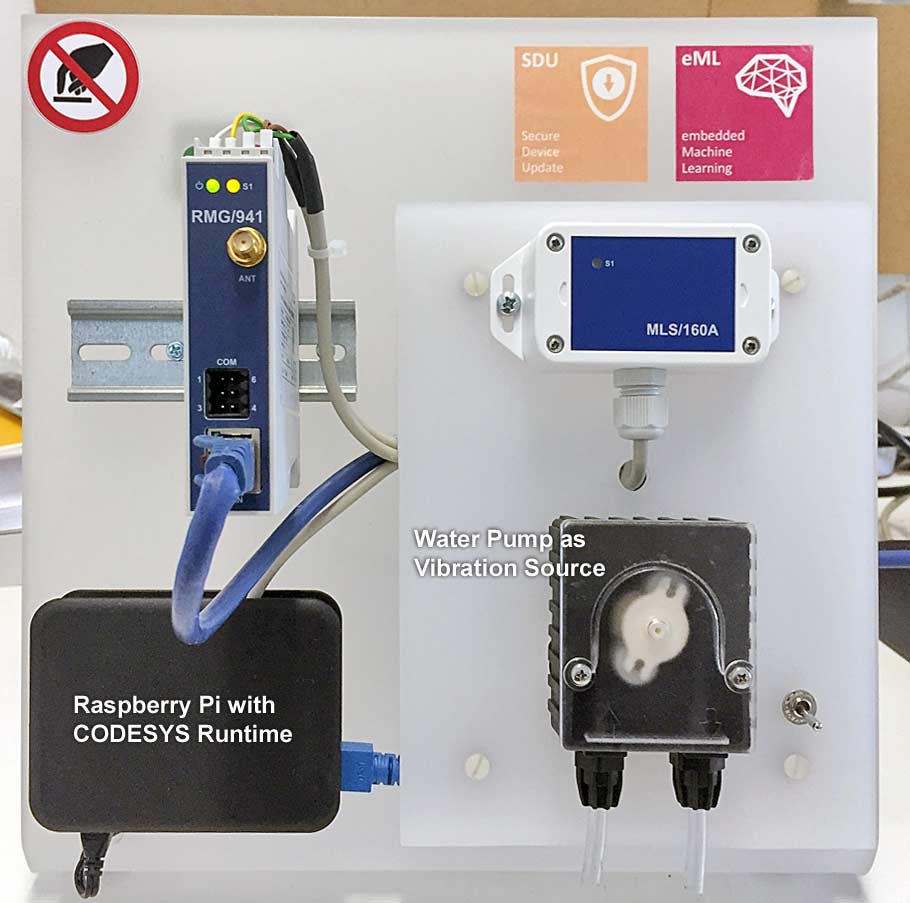 SDU
Secure
Device
Update
eML
embedded
Machine
Learning
S1
RMG/941
ANT
COM
1 6
3 4
S1
MLS/160A
Water Pump as
Vibration Source
Raspberry Pi with
CODESYS Runtime